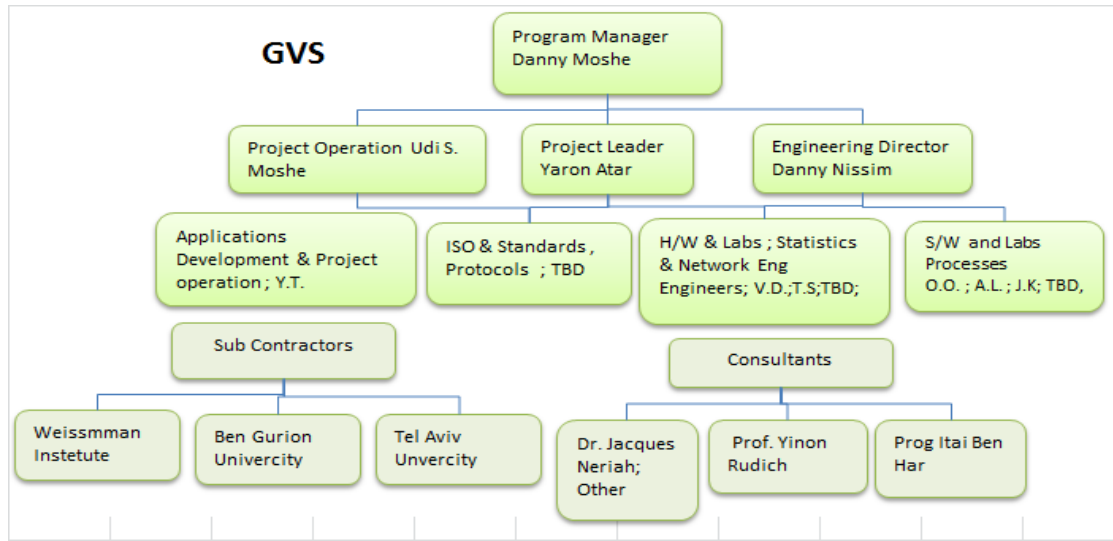 GVS
Program Manager
Danny Moshe
Project Operation Udi S.
Moshe
Project Leader
Yaron Atar
Engineering Director
Danny Nissim
Applications
Development & Project
operation ; Y.T.
ISO & Standards ,
Protocols ; TBD
H/W & Labs ; Statistics
& Network Eng
Engineers; V.D.;T.S;TBD;
S/W and Labs
Processes
O.O. ; A.L. ; J.K; TBD,
Sub Contractors
Consultants
Weissmman
Instetute
Ben Gurion
Univercity
Tel Aviv
Unvercity
Dr. Jacques
Neriah;
Other
Prof. Yinon
Rudich
Prog Itai Ben
Har